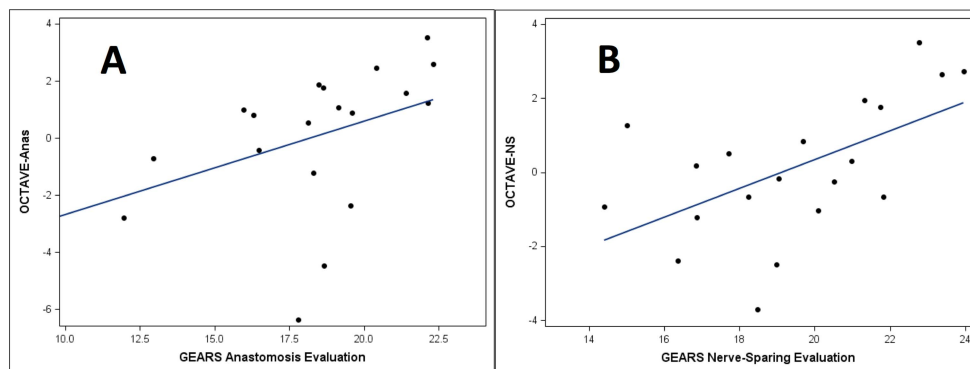 A
OCTAVE-Anas
4
2
0
-2
-4
-6
10.0 12.5 15.0 17.5 20.0 22.5
GEARS Anastomosis Evaluation
B
OCTAVE-NS
4
2
0
-2
-4
14 16 18 20 22 24
GEARS Nerve-Sparing Evaluation